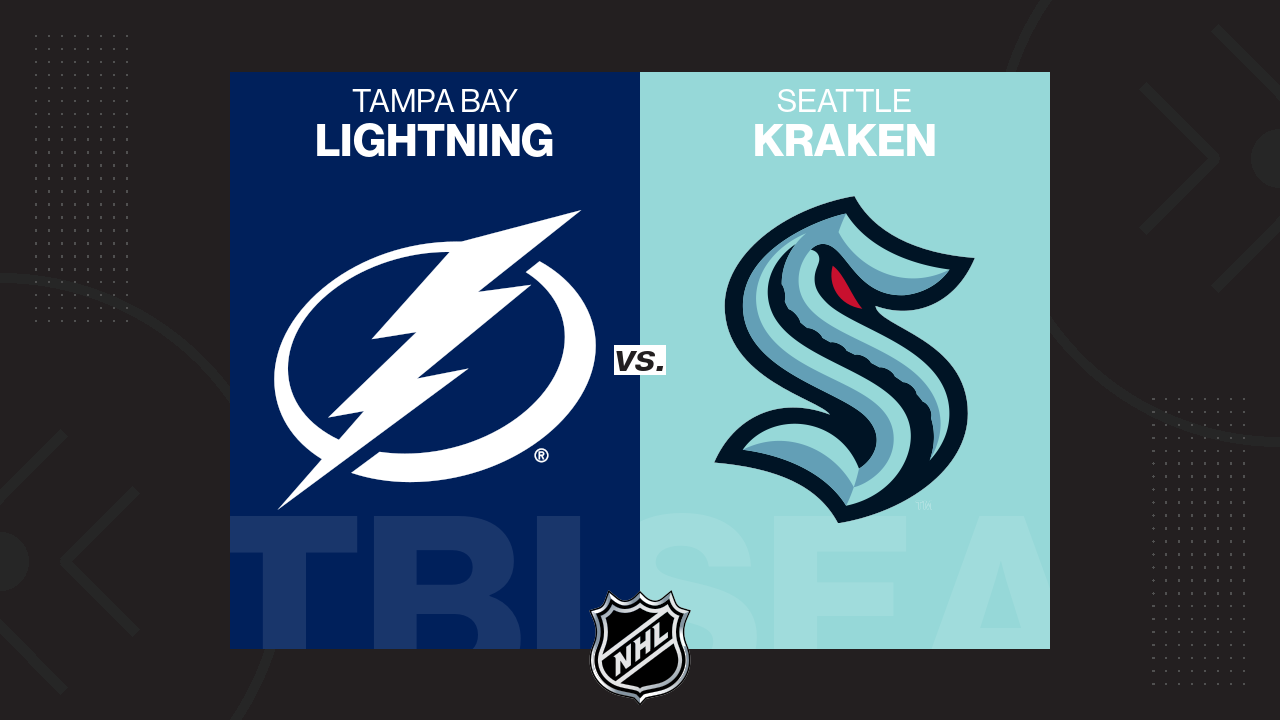 TAMPA BAY
LIGHTNING
SEATTLE
KRAKEN
vs.
®
TBL
SEA
NHL